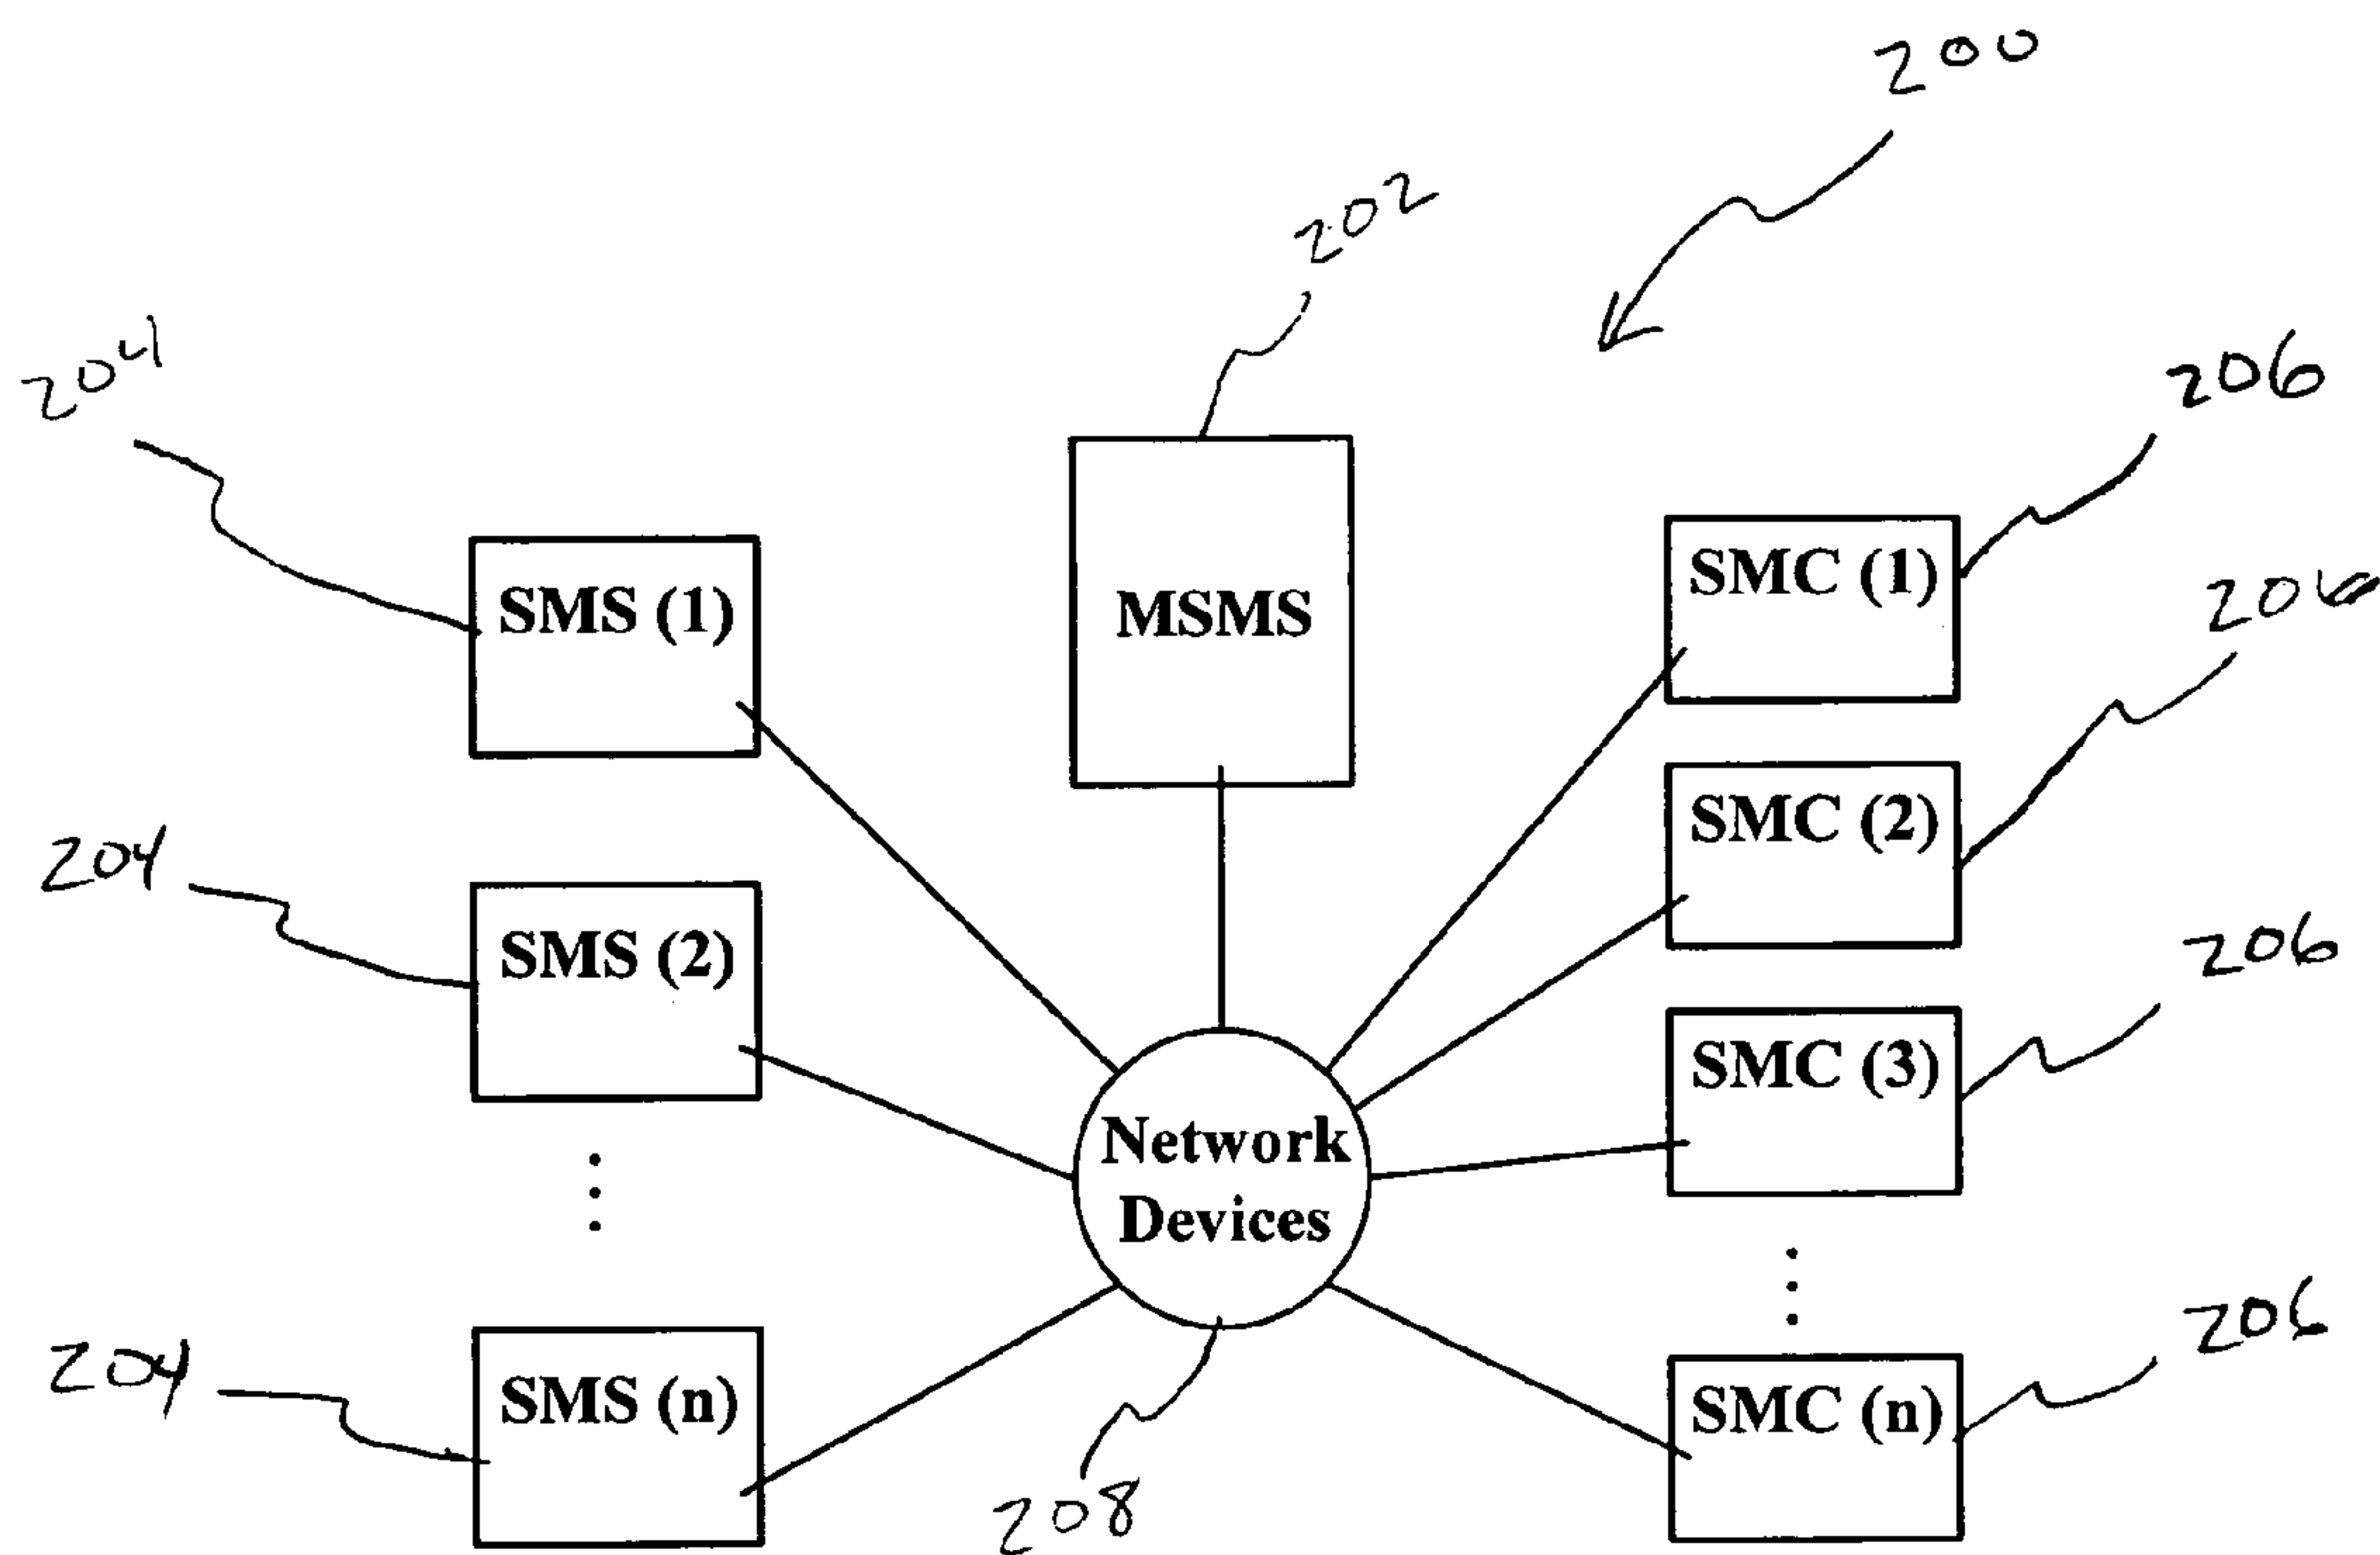 200
202
204
206
SMC (1)
206
SMS (1)
MSMS
SMC (2)
204
206
SMS (2)
SMC (3)
Network
Devices
204
206
SMS (n)
SMC (n)
208